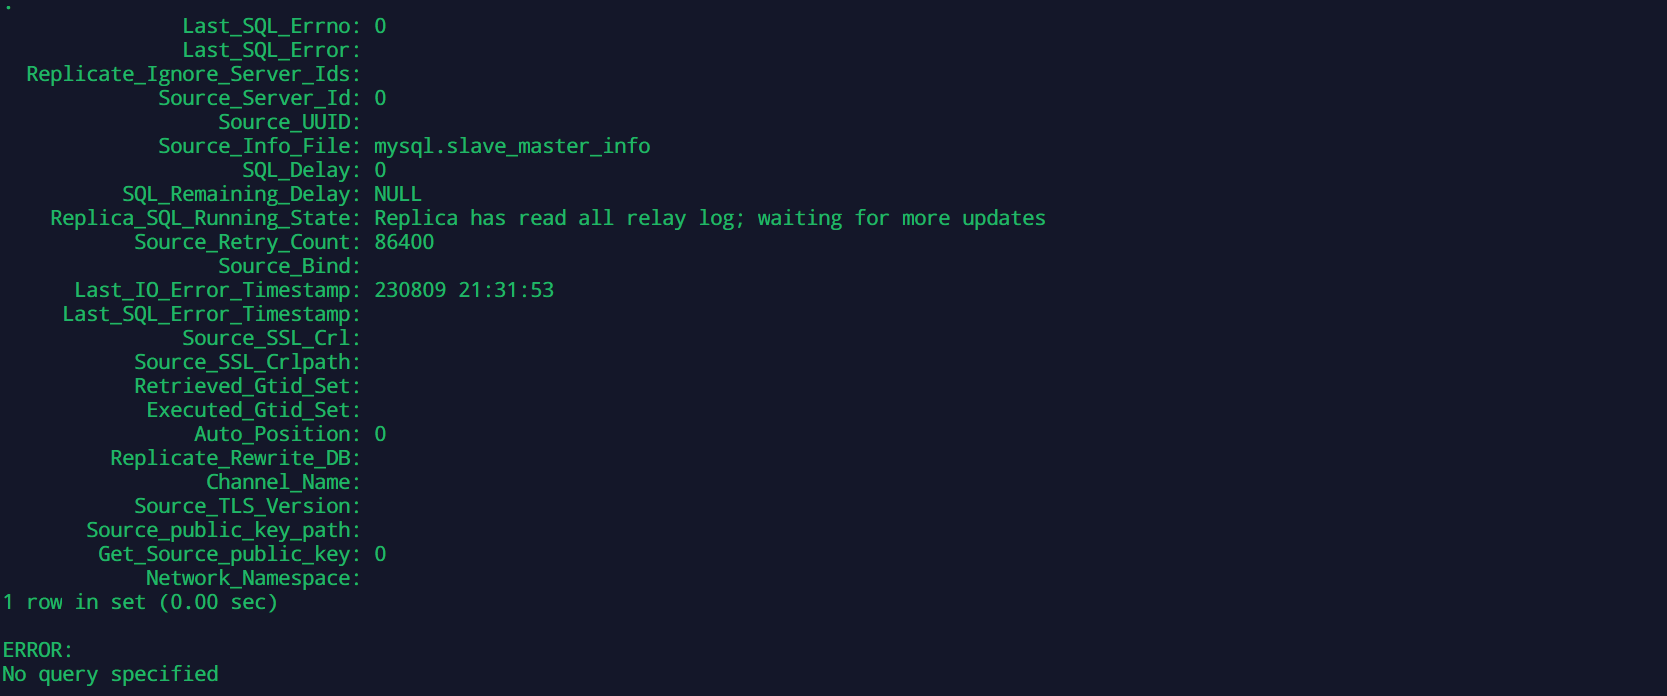 .
Last_SQL_Errno: 0
Last_SQL_Error:
Replicate_Ignore_Server_Ids:
Source_Server_Id: 0
Source_UUID:
Source_Info_File: mysql.slave_master_info
SQL_Delay: 0
SQL_Remaining_Delay: NULL
Replica_SQL_Running_State: Replica has read all relay log; waiting for more updates
Source_Retry_Count: 86400
Source_Bind:
Last_IO_Error_Timestamp: 230809 21:31:53
Last_SQL_Error_Timestamp:
Source_SSL_Crl:
Source_SSL_Crlpath:
Retrieved_Gtid_Set:
Executed_Gtid_Set:
Auto_Position: 0
Replicate_Rewrite_DB:
Channel_Name:
Source_TLS_Version:
Source_public_key_path:
Get_Source_public_key: 0
Network_Namespace:
1 row in set (0.00 sec)
ERROR:
No query specified